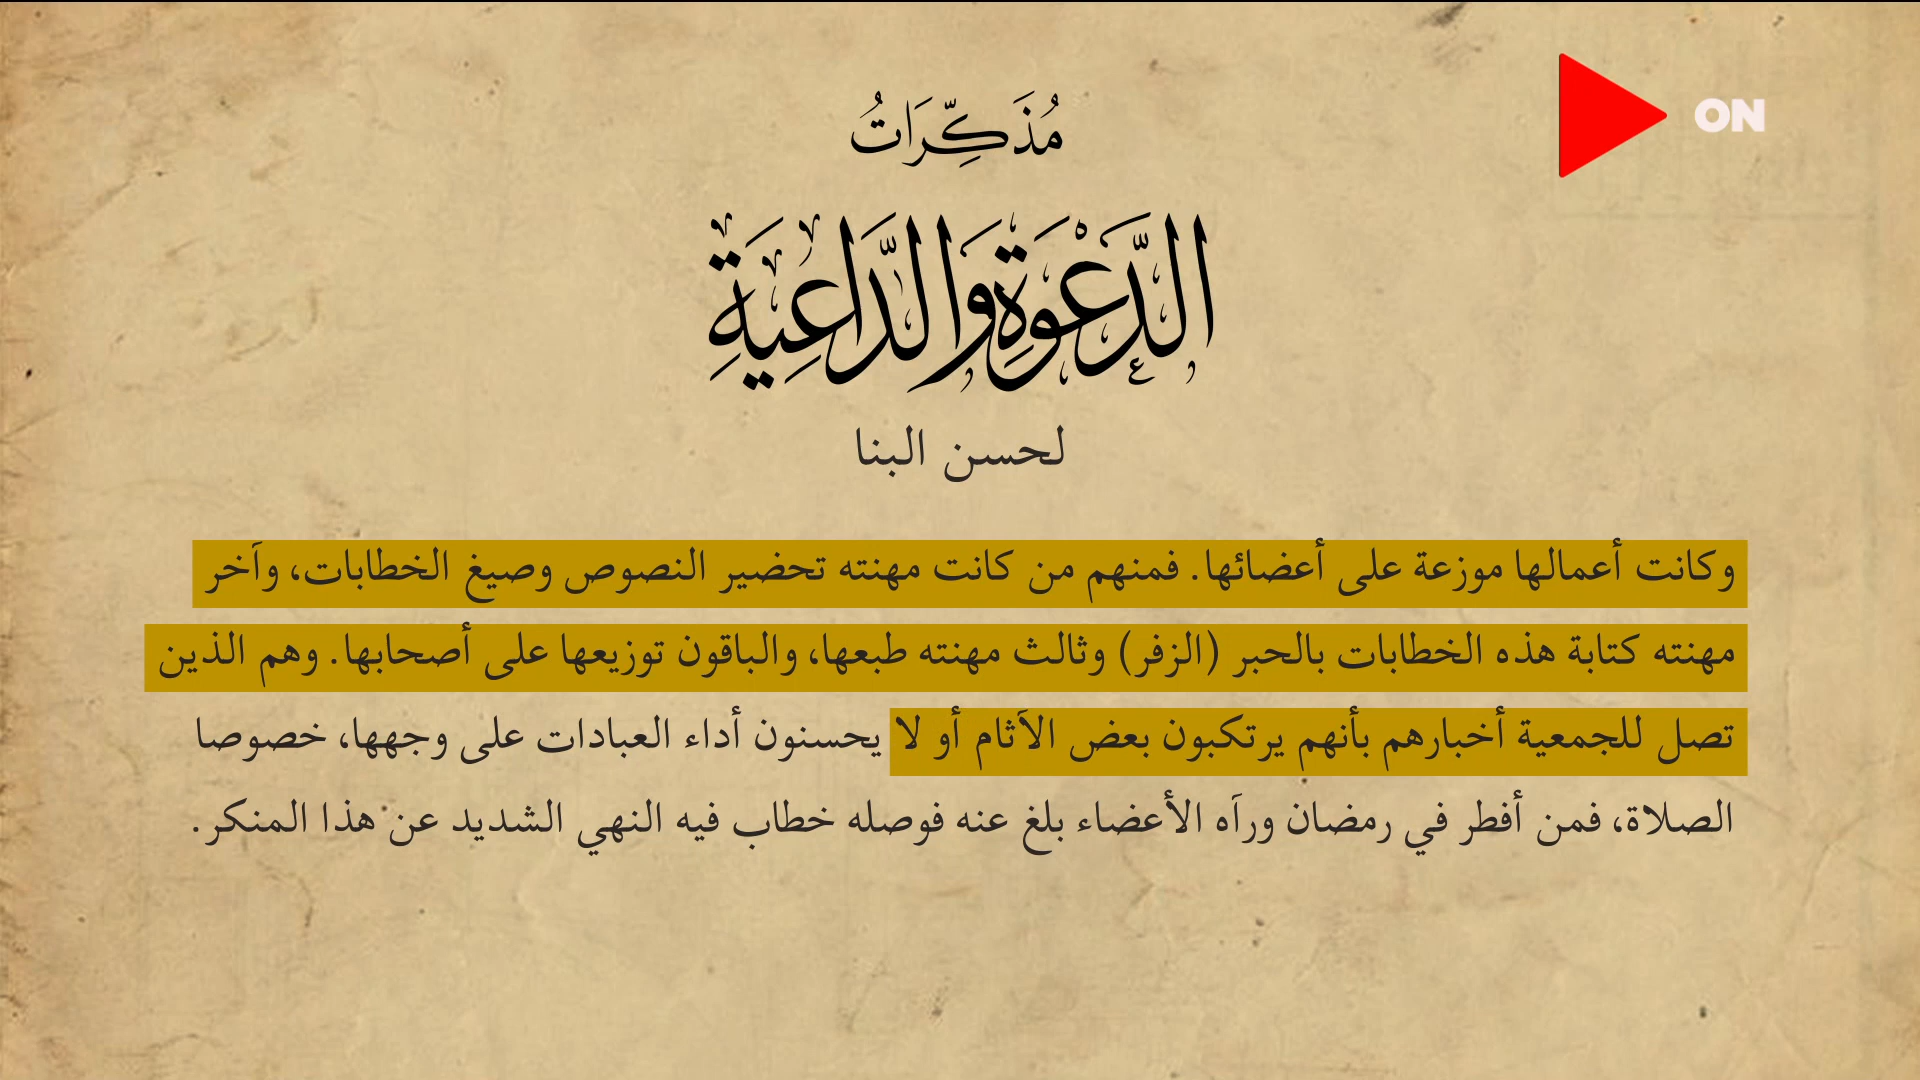 ON
مُذَكِّرَاتُ
الدَّعْوَةِ وَالدَّاعِيَةِ
لحسن البنا
وكانت أعمالها موزعة على أعضائها. فمنهم من كانت مهنته تحضير النصوص وصيغ الخطابات، وآخر
مهنته كتابة هذه الخطابات بالحبر (الزفر) وثالث مهنته طبعها، والباقون توزيعها على أصحابها. وهم الذين
تصل للجمعية أخبارهم بأنهم يرتكبون بعض الآثام أو لا يحسنون أداء العبادات على وجهها، خصوصا
الصلاة، فمن أفطر في رمضان ورآه الأعضاء بلغ عنه فوصله خطاب فيه النهي الشديد عن هذا المنكر.